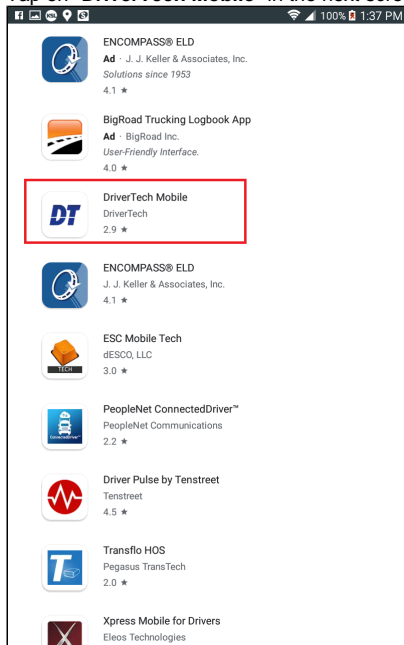 Tap on "DriverTech Mobile" in the next scre
KSL
100% 1:37 PM
ENCOMPASS® ELD
Ad · J. J. Keller & Associates, Inc.
Solutions since 1953
4.1 ★
BigRoad Trucking Logbook App
Ad · BigRoad Inc.
User-Friendly Interface.
4.0 ★
DT
DriverTech Mobile
DriverTech
2.9 ★
ENCOMPASS® ELD
J. J. Keller & Associates, Inc.
4.1 ★
TECH
ESC Mobile Tech
dESCO, LLC
3.0 ★
ConnectedDriver™
PeopleNet ConnectedDriver™
PeopleNet Communications
2.2 ★
Driver Pulse by Tenstreet
Tenstreet
4.5 ★
T
Transflo HOS
Pegasus TransTech
2.0 ★
X
Xpress Mobile for Drivers
Eleos Technologies